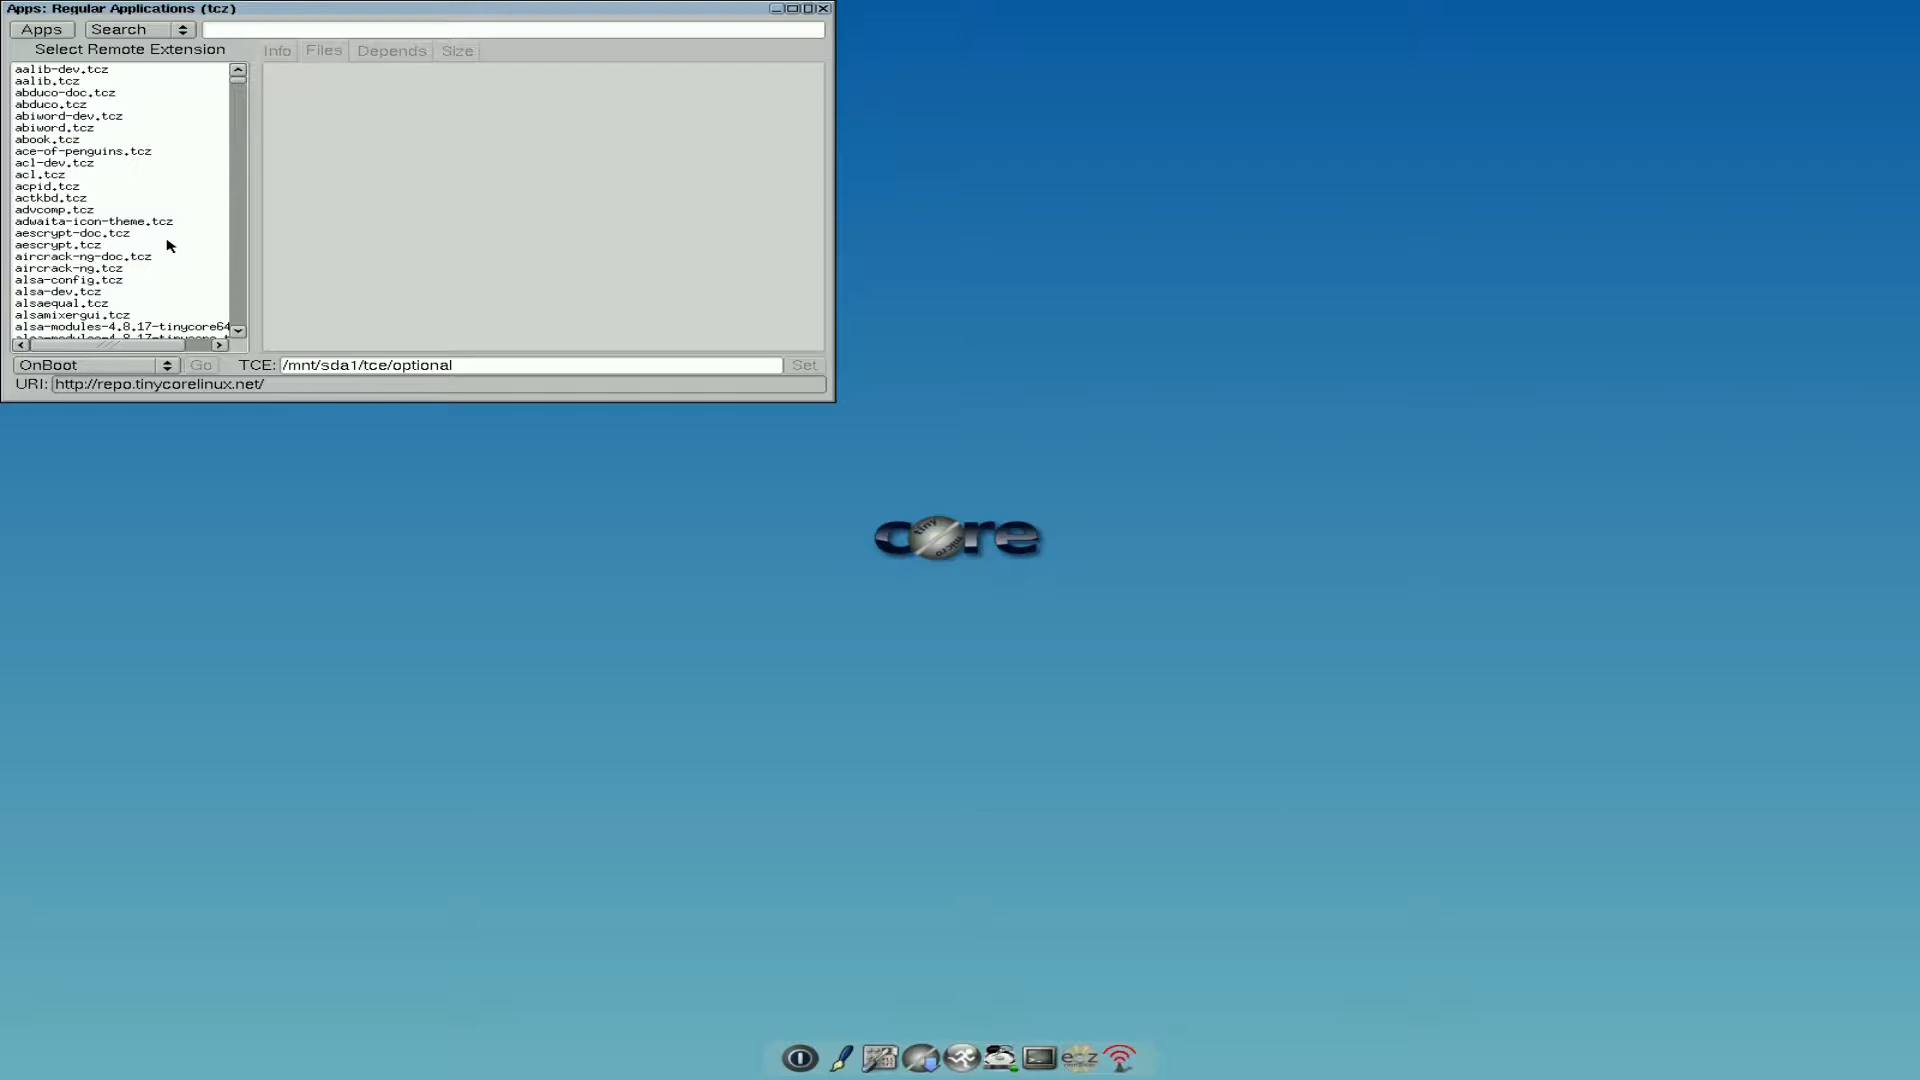 Apps: Regular Applications (tcz)
Apps Search
Select Remote Extension
Info Files Depends Size
aalib-dev.tcz
aalib.tcz
abduco-doc.tcz
abduco.tcz
abiword-dev.tcz
abiword.tcz
abook.tcz
ace-of-penguins.tcz
acl-dev.tcz
acl.tcz
acpid.tcz
actkbd.tcz
advcomp.tcz
adwaita-icon-theme.tcz
aescrypt-doc.tcz
aescrypt.tcz
aircrack-ng-doc.tcz
aircrack-ng.tcz
alsa-config.tcz
alsa-dev.tcz
alsaequal.tcz
alsamixergui.tcz
alsa-modules-4.8.17-tinycore64
OnBoot Go TCE: /mnt/sda1/tce/optional Set
URI: http://repo.tinycorelinux.net/
core
tiny
micro